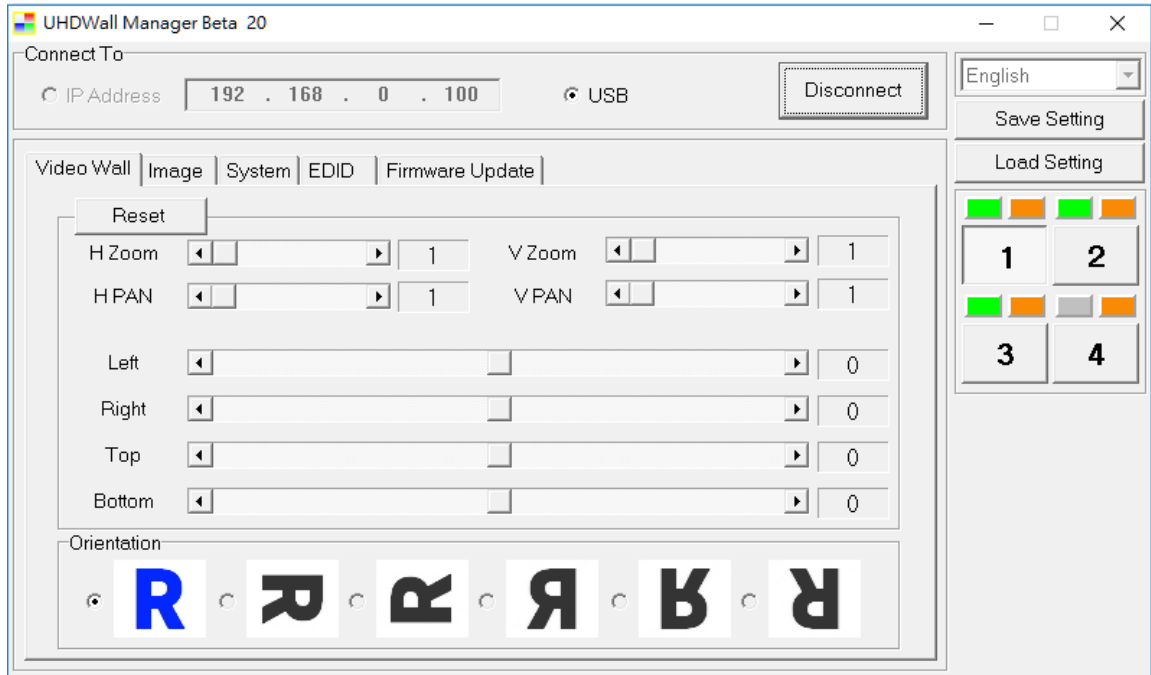 UHDWall Manager Beta 20
Connect To
IP Address 192 . 168 . 0 . 100 USB Disconnect
English
Save Setting
Load Setting
Video Wall Image System EDID Firmware Update
Reset
H Zoom 1 V Zoom 1
H PAN 1 V PAN 1
Left 0
Right 0
Top 0
Bottom 0
Orientation
R R R R R R
1 2
3 4